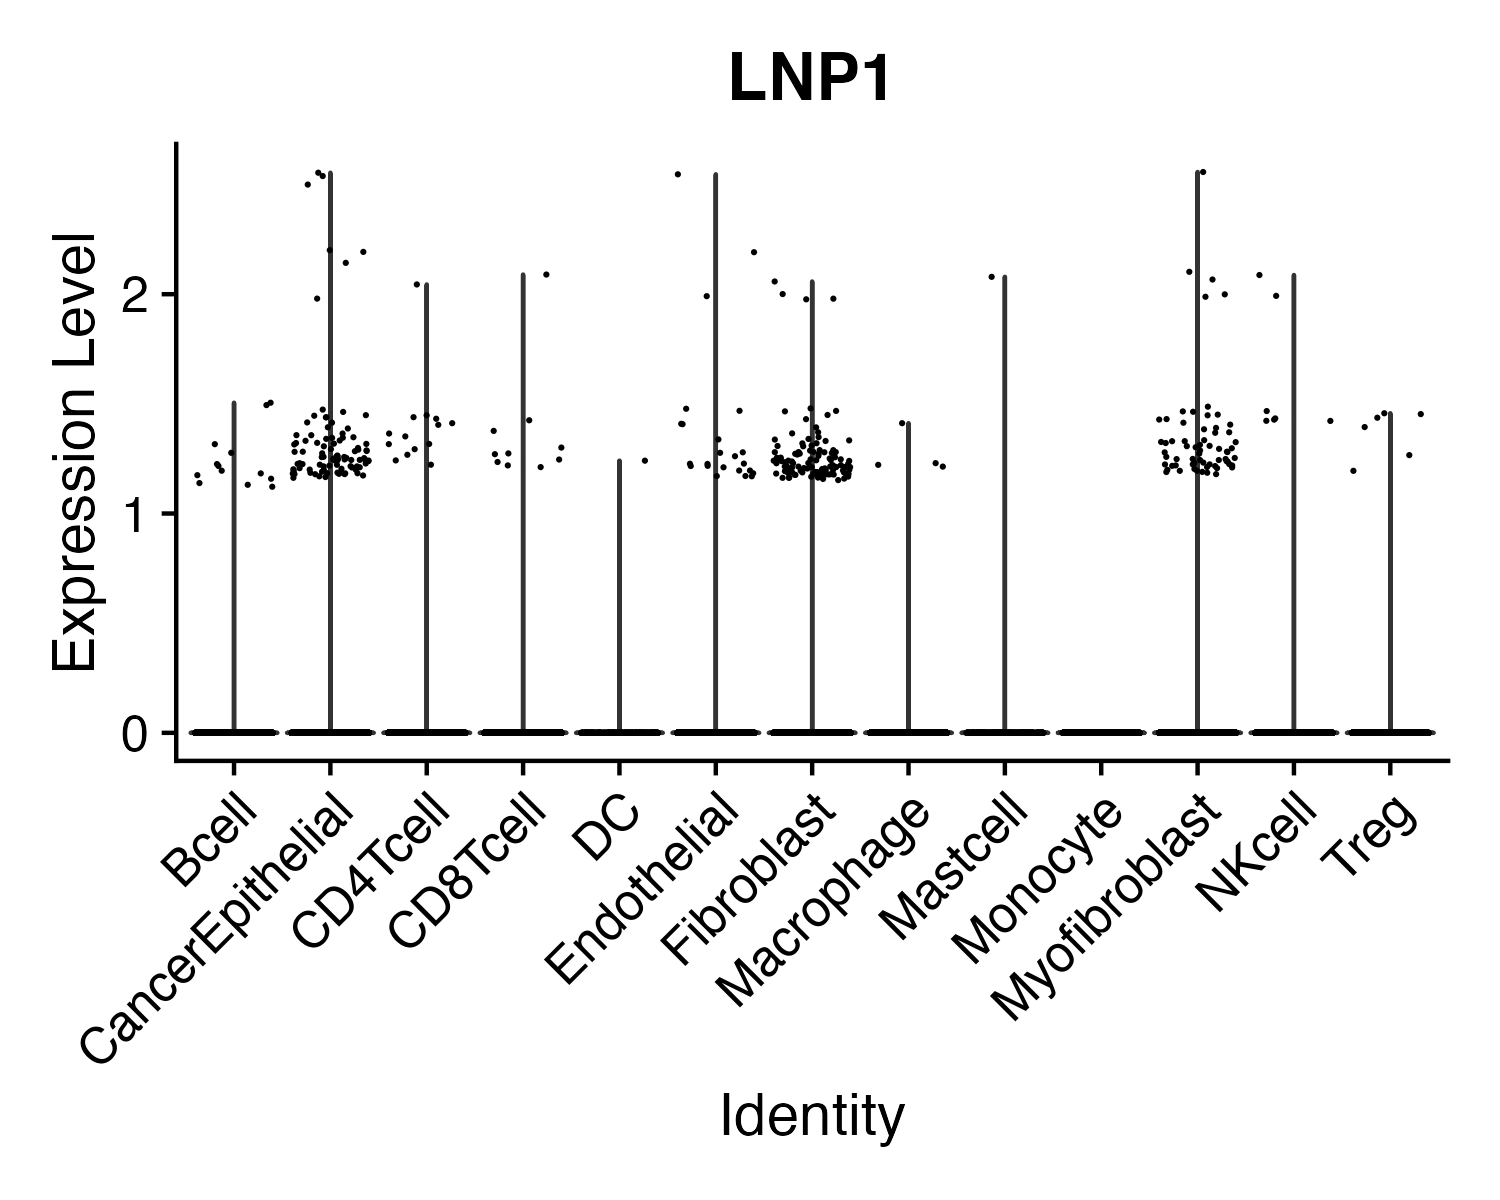 LNP1
Expression Level
2
1
0
Bcell
CancerEpithelial
CD4Tcell
CD8Tcell
DC
Endothelial
Fibroblast
Macrophage
Mastcell
Monocyte
Myofibroblast
NKcell
Treg
Identity